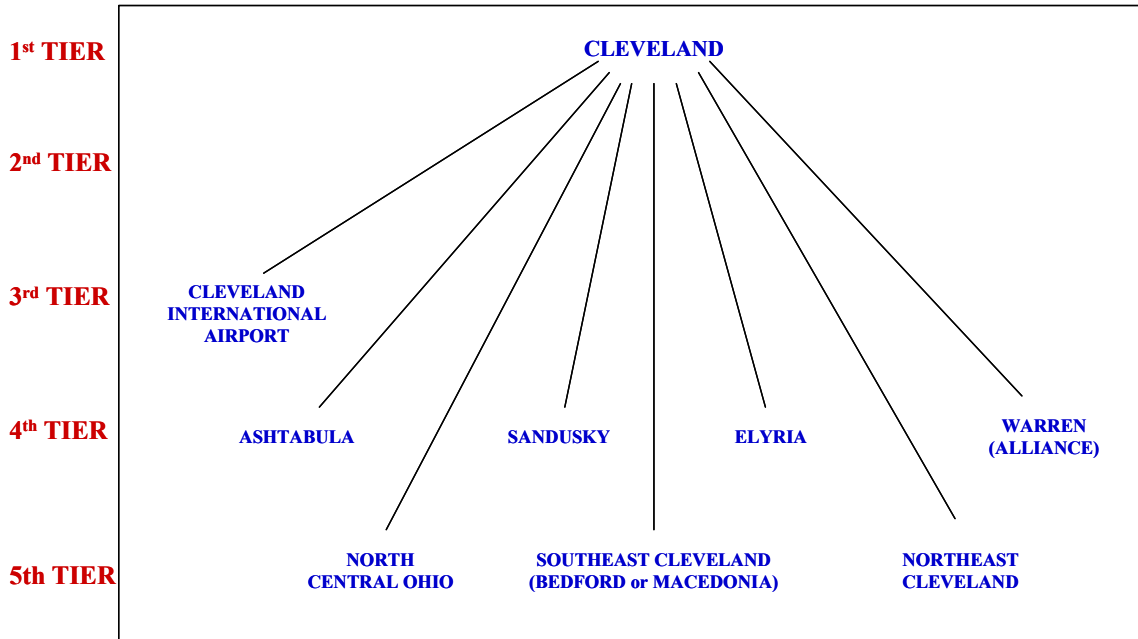 1st TIER
CLEVELAND
2nd TIER
3rd TIER
CLEVELAND
INTERNATIONAL
AIRPORT
4th TIER
ASHTABULA
SANDUSKY
ELYRIA
WARREN
(ALLIANCE)
5th TIER
NORTH
CENTRAL OHIO
SOUTHEAST CLEVELAND
(BEDFORD or MACEDONIA)
NORTHEAST
CLEVELAND